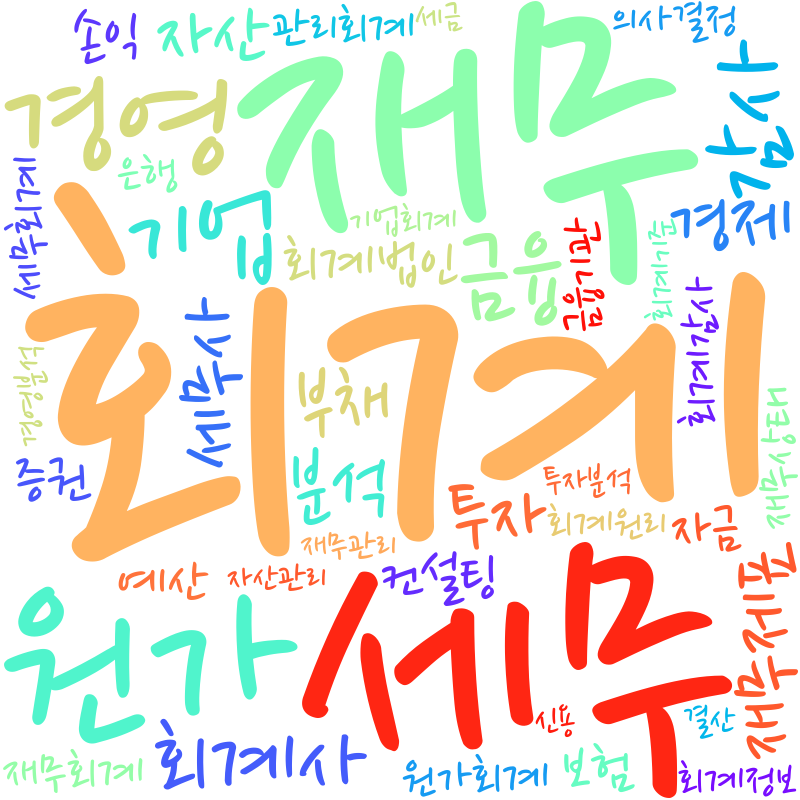 손익
자산
관리회계
세금
재무
의사결정
감사
경영
은행
세무회계
기업
기업회계
경제
회계법인
금융
금융기관
회계기준
회계
세무사
부채
회계감사
경영분석
증권
분석
투자
투자분석
재무상태
회계원리
자금
재무관리
예산
자산관리
컨설팅
원가
세무
재무제표
신용
결산
재무회계
회계사
원가회계
보험
회계정보